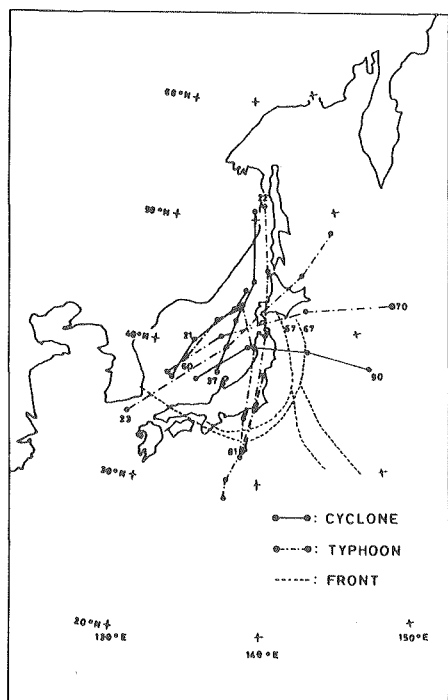 60°N
50°N
22
70
21
40°N
57
67
60
37
90
23
61
30°N
: CYCLONE
: TYPHOON
: FRONT
20°N
130°E
150°E
140°E